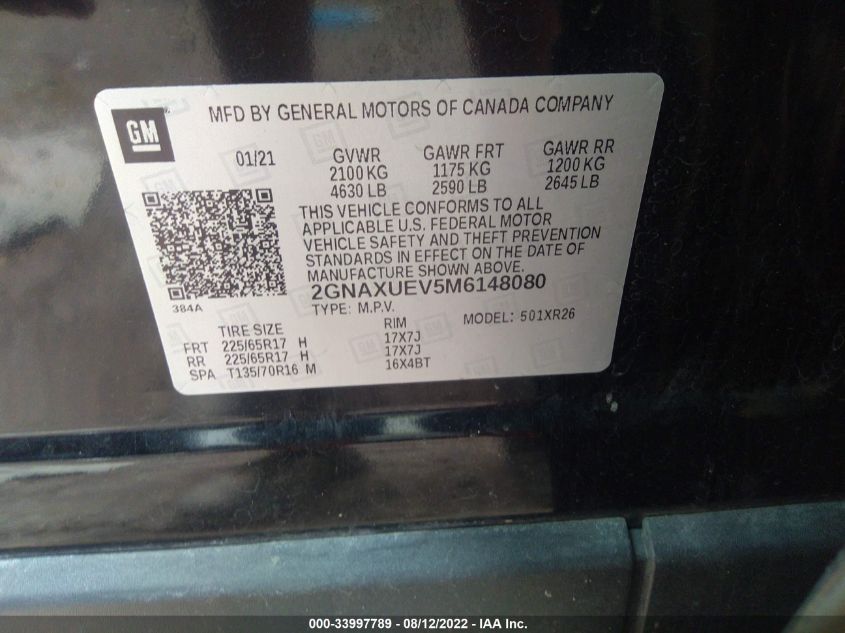 MFD BY GENERAL MOTORS OF CANADA COMPANY
GM
01/21 GVWR GAWR FRT GAWR RR
2100 KG 1175 KG 1200 KG
4630 LB 2590 LB 2645 LB
THIS VEHICLE CONFORMS TO ALL
APPLICABLE U.S. FEDERAL MOTOR
VEHICLE SAFETY AND THEFT PREVENTION
STANDARDS IN EFFECT ON THE DATE OF
MANUFACTURE SHOWN ABOVE.
384A 2GNAXUEV5M6148080
TYPE: M.P.V. MODEL: 501XR26
TIRE SIZE RIM
FRT 225/65R17 H 17X7J
RR 225/65R17 H 17X7J
SPA T135/70R16 M 16X4BT
000-33997789 - 08/12/2022 - IAA Inc.